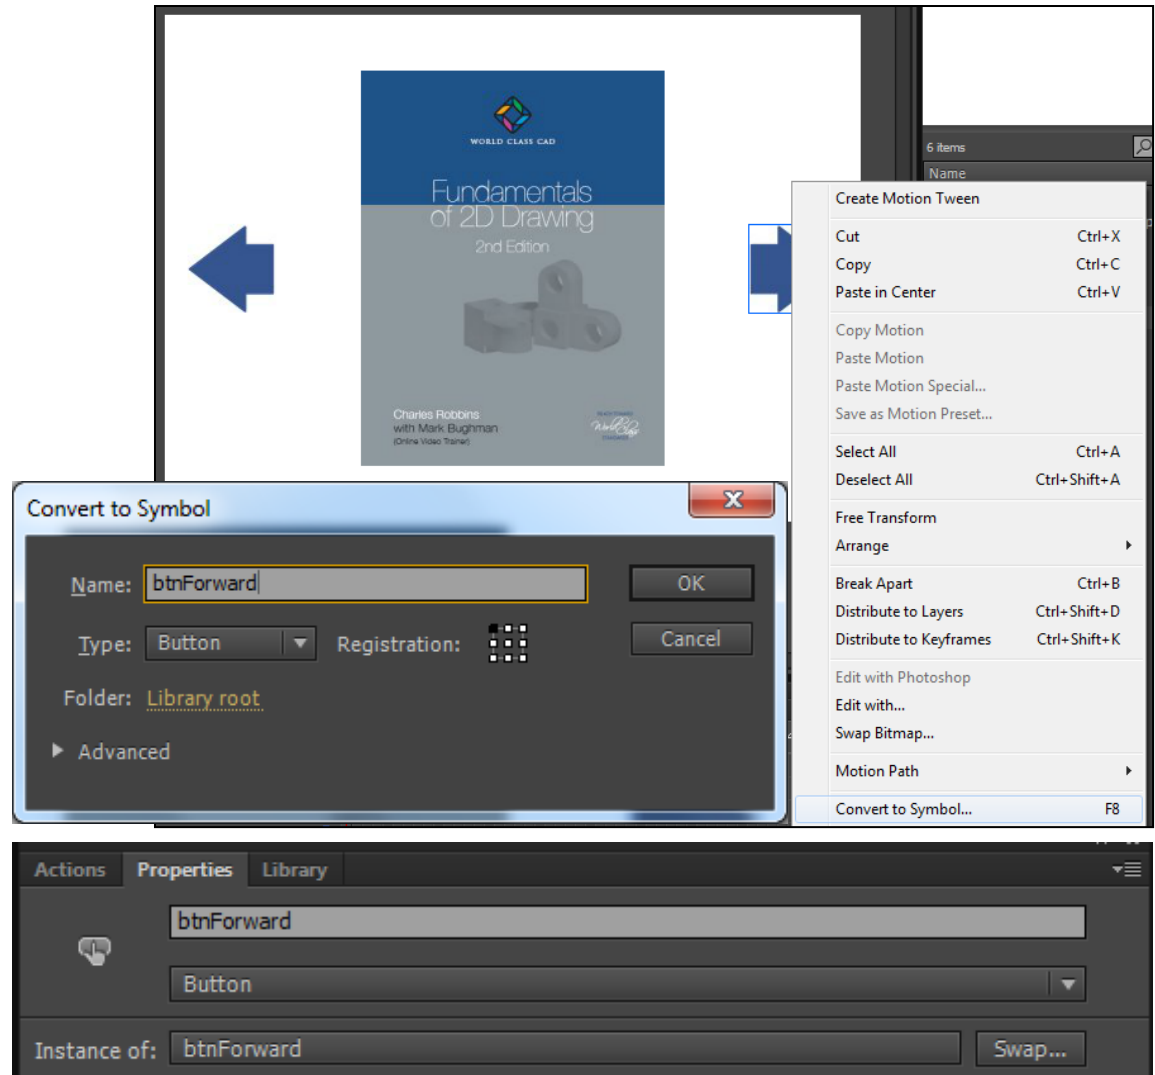 WORLD CLASS CAD
Fundamentals
of 2D Drawing
2nd Edition
Charles Robbins
with Mark Bughman
(Online Video Trainer)
World Class
6 items
Name
Create Motion Tween
Cut Ctrl+X
Copy Ctrl+C
Paste in Center Ctrl+V
Copy Motion
Paste Motion
Paste Motion Special...
Save as Motion Preset...
Select All Ctrl+A
Deselect All Ctrl+Shift+A
Free Transform
Arrange
Break Apart Ctrl+B
Distribute to Layers Ctrl+Shift+D
Distribute to Keyframes Ctrl+Shift+K
Edit with Photoshop
Edit with...
Swap Bitmap...
Motion Path
Convert to Symbol... F8
Convert to Symbol
Name: btnForward OK
Type: Button Registration: Cancel
Folder: Library root
Advanced
Actions Properties Library
btnForward
Button
Instance of: btnForward Swap...